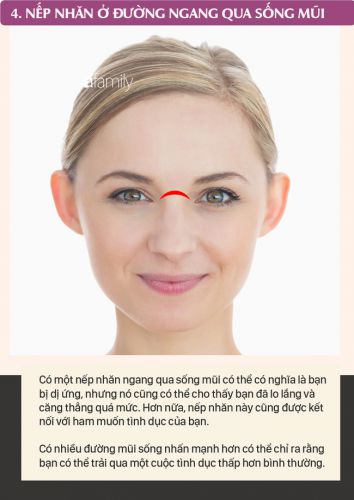 4. NẾP NHĂN Ở ĐƯỜNG NGANG QUA SỐNG MŨI
afamily
Có một nếp nhăn ngang qua sống mũi có thể có nghĩa là bạn
bị dị ứng, nhưng nó cũng có thể cho thấy bạn đã lo lắng và
căng thẳng quá mức. Hơn nữa, nếp nhăn này cũng được kết
nối với ham muốn tình dục của bạn.
Có nhiều đường mũi sống nhấn mạnh hơn có thể chỉ ra rằng
bạn có thể trải qua một cuộc tình dục thấp hơn bình thường.